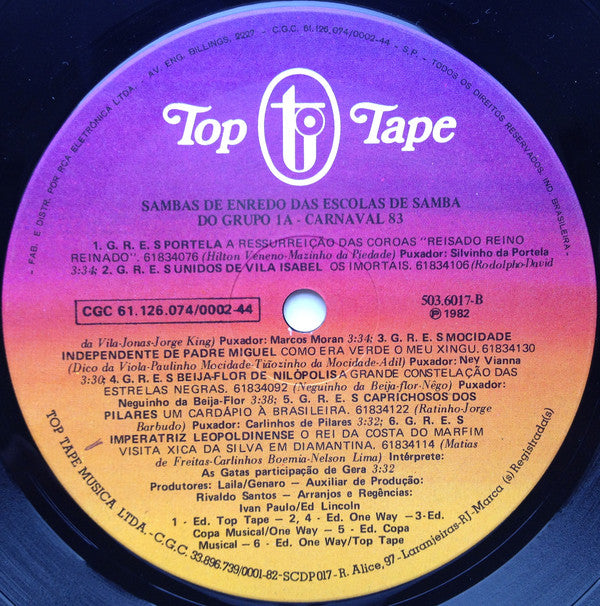 - FAB. E DISTR. POR RCA ELETRÔNICA LTDA. - AV. ENG. BILLINGS, 2227 - C.G.C. 61.126.074/0002-44 - S.P. - TODOS OS DIREITOS RESERVADOS. IND. BRASILEIRA -
Top Tape
SAMBAS DE ENREDO DAS ESCOLAS DE SAMBA
DO GRUPO 1A - CARNAVAL 83
1. G. R. E. S PORTELA A RESSURREIÇÃO DAS COROAS "REISADO REINO
REINADO". 61834076 (Hilton Veneno-Mazinho da Piedade) Puxador: Silvinho da Portela
3:34; 2. G. R. E. S UNIDOS DE VILA ISABEL OS IMORTAIS. 61834106 (Rodolpho-David
CGC 61.126.074/0002-44
503.6017-B
℗ 1982
da Vila-Jonas-Jorge King) Puxador: Marcos Moran 3:34; 3. G. R. E. S MOCIDADE
INDEPENDENTE DE PADRE MIGUEL COMO ERA VERDE O MEU XINGU. 61834130
(Dico da Viola-Paulinho Mocidade-Tiãozinho da Mocidade-Adil) Puxador: Ney Vianna
3:30; 4. G. R. E. S BEIJA-FLOR DE NILÓPOLIS A GRANDE CONSTELAÇÃO DAS
ESTRELAS NEGRAS. 61834092 (Neguinho da Beija-flor-Nêgo) Puxador:
Neguinho da Beija-Flor 3:38; 5. G. R. E. S CAPRICHOSOS DOS
PILARES UM CARDÁPIO À BRASILEIRA. 61834122 (Ratinho-Jorge
Barbudo) Puxador: Carlinhos de Pilares 3:32; 6. G. R. E. S
IMPERATRIZ LEOPOLDINENSE O REI DA COSTA DO MARFIM
VISITA XICA DA SILVA EM DIAMANTINA. 61834114 (Matias
de Freitas-Carlinhos Boemia-Nelson Lima) Intérprete:
As Gatas participação de Gera 3:32
Produtores: Laila/Genaro - Auxiliar de Produção:
Rivaldo Santos - Arranjos e Regências:
Ivan Paulo/Ed Lincoln
1 - Ed. Top Tape - 2, 4 - Ed. One Way - 3-Ed.
Copa Musical/One Way - 5 - Ed. Copa
Musical - 6 - Ed. One Way/Top Tape
TOP TAPE MUSICA LTDA. - C.G.C. 33.896.739/0001-82 - SCDP 017 - R. Alice, 97 - Laranjeiras-RJ - Marca (s) Registrada(s)